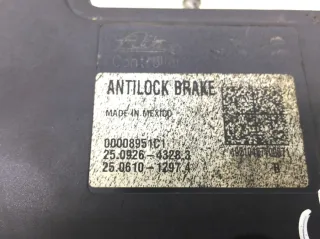 ANTILOCK BRAKE
MADE IN MEXICO
00008951C1
25.0926-4328.3
25.0610-1297.4